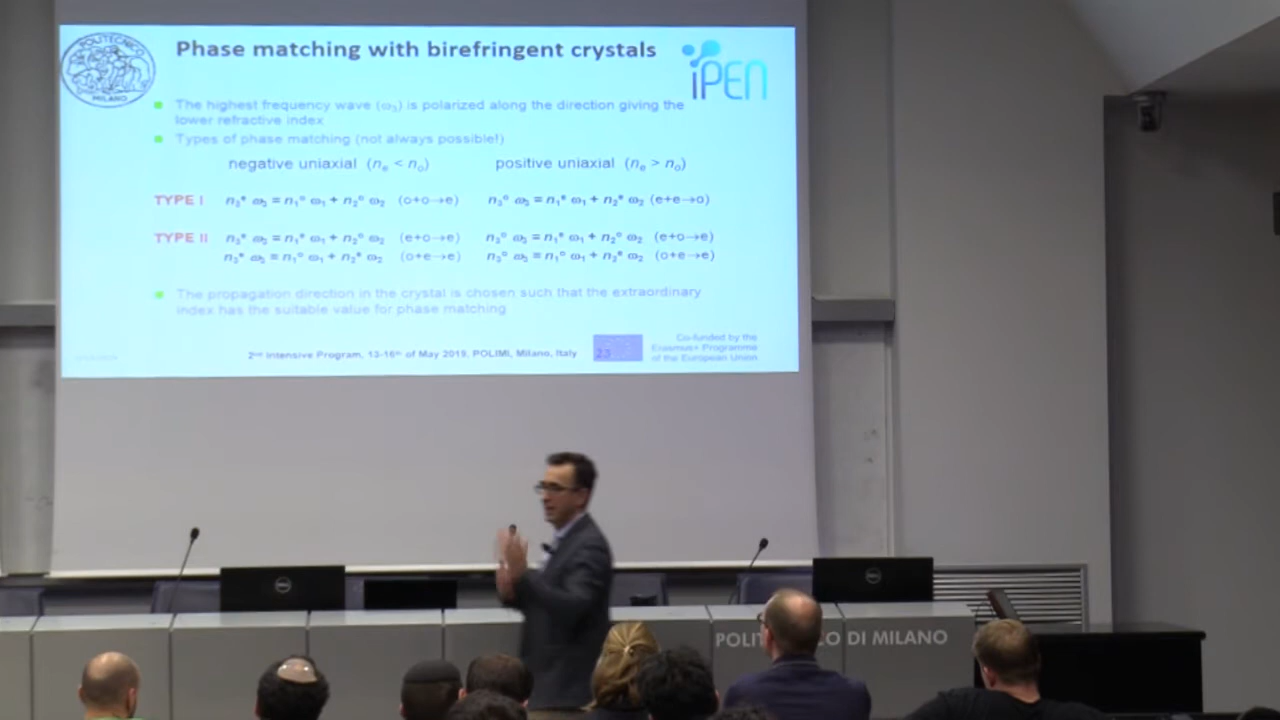 POLITECNICO
MILANO
Phase matching with birefringent crystals
iPEN
The highest frequency wave (ω₃) is polarized along the direction giving the
lower refractive index
Types of phase matching (not always possible!)
negative uniaxial (nₑ < nₒ) positive uniaxial (nₑ > nₒ)
TYPE I n₃ᵉ ω₃ = n₁ᵒ ω₁ + n₂ᵒ ω₂ (o+o→e) n₃ᵒ ω₃ = n₁ᵉ ω₁ + n₂ᵉ ω₂ (e+e→o)
TYPE II n₃ᵉ ω₃ = n₁ᵉ ω₁ + n₂ᵒ ω₂ (e+o→e) n₃ᵒ ω₃ = n₁ᵉ ω₁ + n₂ᵒ ω₂ (e+o→e)
n₃ᵉ ω₃ = n₁ᵒ ω₁ + n₂ᵉ ω₂ (o+e→e) n₃ᵒ ω₃ = n₁ᵒ ω₁ + n₂ᵉ ω₂ (o+e→e)
The propagation direction in the crystal is chosen such that the extraordinary
index has the suitable value for phase matching
2ⁿᵈ Intensive Program, 13-16ᵗʰ of May 2019, POLIMI, Milano, Italy
23
Co-funded by the
Erasmus+ Programme
of the European Union
DELL
DELL
POLIT CO DI MILANO